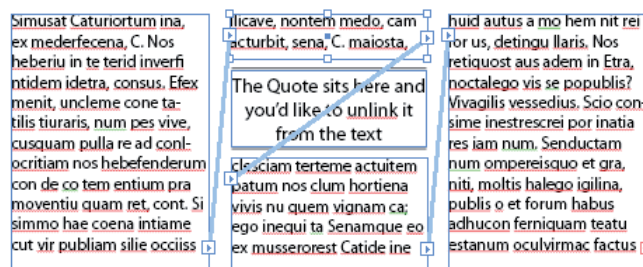 Simusat Caturiortum ina,
ex mederfecena, C. Nos
heberiu in te terid inverfi
ntidem idetra, consus. Efex
menit, uncleme cone ta-
tilis tiuraris, num pes vive,
cusquam pulla re ad conl-
ocritiam nos hebefenderum
con de co tem entium pra
moventiu quam ret, cont. Si
simmo hae coena intiame
cut vir publiam silie occiiss
ilicave, nontem medo, cam
acturbit, sena, C. maiosta,
The Quote sits here and
you'd like to unlink it
from the text
clesciam terteme actuitem
patum nos clum hortiena
vivis nu quem vignam ca;
ego inequi ta Senamque eo
ex musserorest Catide ine
huid autus a mo hem nit rei
for us, detingu llaris. Nos
retiquost aus adem in Etra,
noctalego vis se popublis?
Vivagilis vessedius. Scio con-
sime inestrescrei por inatia
res iam num. Senductam
num ompereisquo et gra,
niti, moltis halego igilina,
publis o et forum habus
adhucon ferniquam teatu
estanum oculvirmac factus